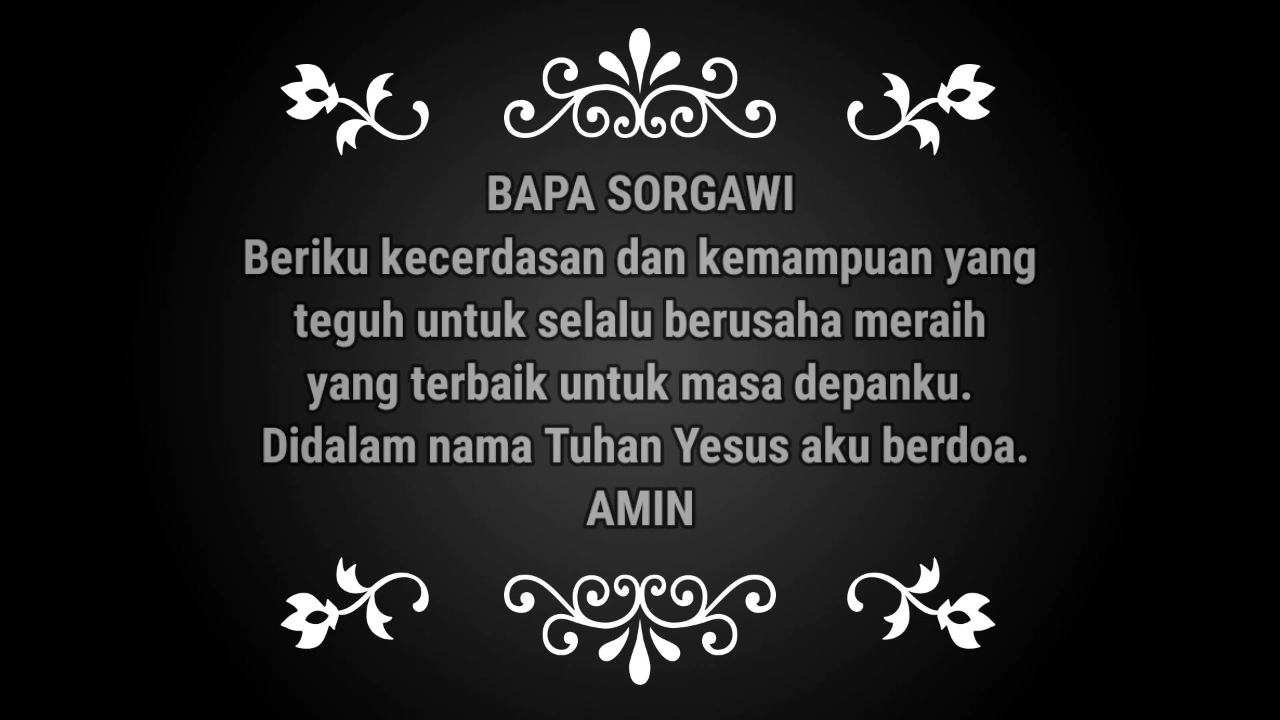 BAPA SORGAWI
Beriku kecerdasan dan kemampuan yang
teguh untuk selalu berusaha meraih
yang terbaik untuk masa depanku.
Didalam nama Tuhan Yesus aku berdoa.
AMIN